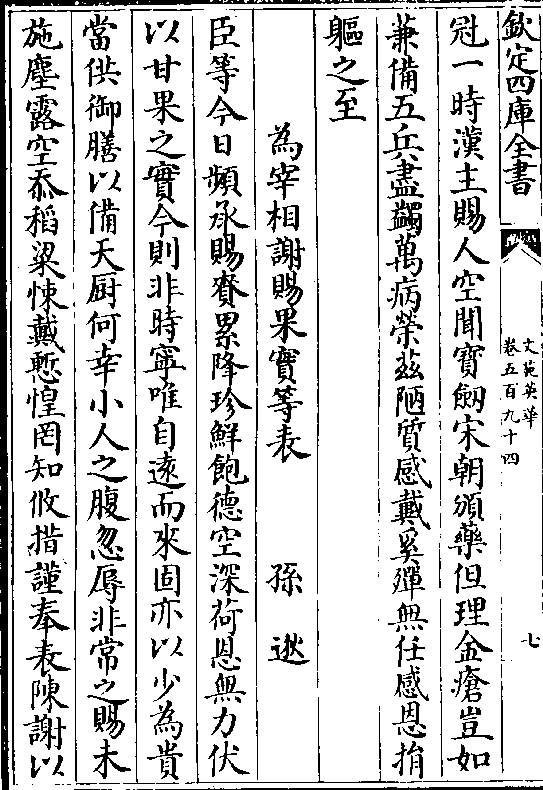 欽定四庫全書
文苑英華
卷五百九十四
七
冠一時漢主賜人空聞寶劒宋朝頒藥但理金瘡豈如
兼備五兵盡蠲萬病榮兹陋質感戴奚殫無任感恩捐
軀之至
為宰相謝賜果實等表　孫逖
臣等今日頻承賜賚累降珍鮮飽德空深荷恩無力伏
以甘果之實今則非時寧唯自逺而来固亦以少為貴
當供御膳以備天厨何幸小人之腹忽辱非常之賜未
施塵露空忝稻粱悚戴慙惶罔知攸措謹奉表陳謝以